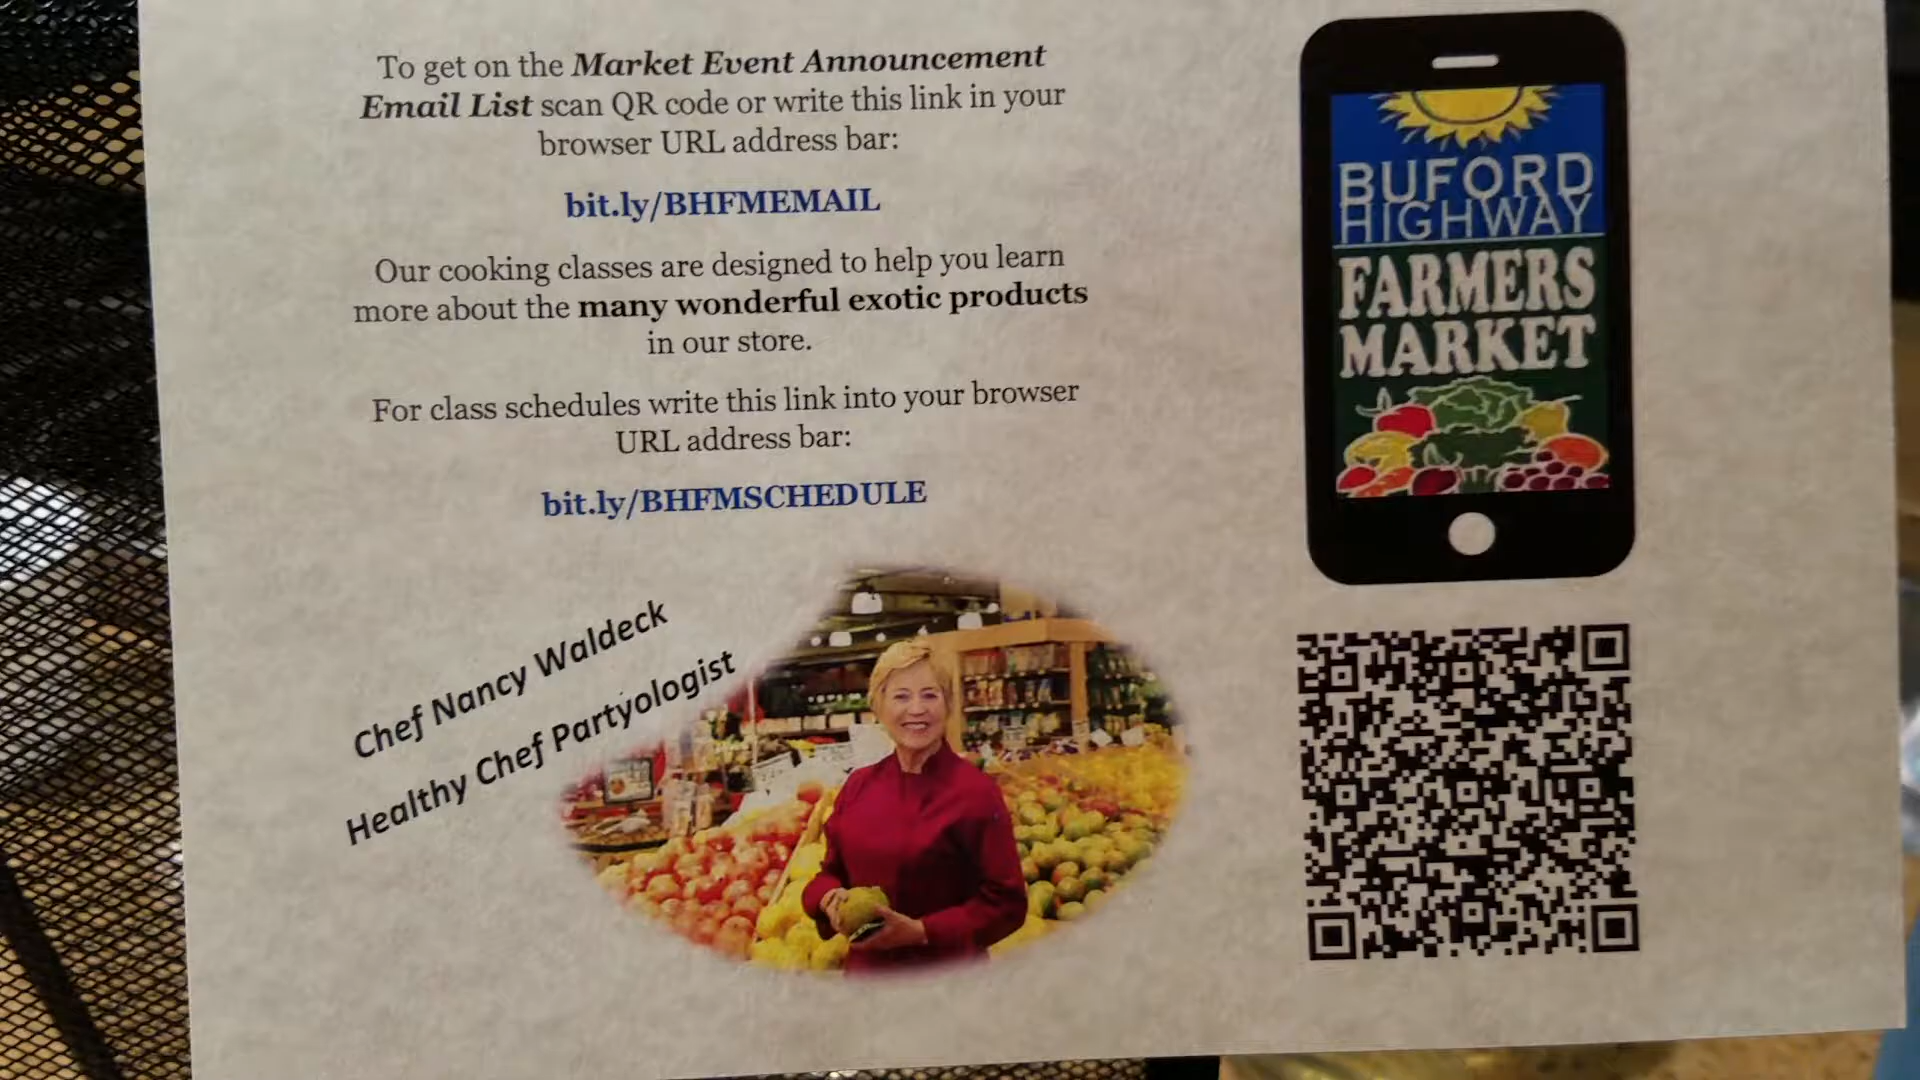 To get on the Market Event Announcement
Email List scan QR code or write this link in your
browser URL address bar:
bit.ly/BHFMEMAIL
Our cooking classes are designed to help you learn
more about the many wonderful exotic products
in our store.
For class schedules write this link into your browser
URL address bar:
bit.ly/BHFMSCHEDULE
Chef Nancy Waldeck
Healthy Chef Partyologist
BUFORD
HIGHWAY
FARMERS
MARKET